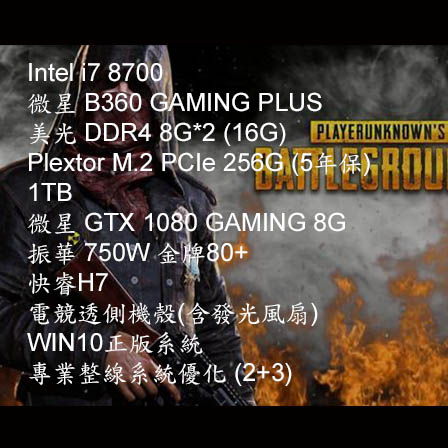 Intel i7 8700
微星 B360 GAMING PLUS
美光 DDR4 8G*2 (16G)
PLAYERUNKNOWN'S
Plextor M.2 PCIe 256G (5年保)
BATTLEGROU
1TB
微星 GTX 1080 GAMING 8G
振華 750W 金牌80+
快睿H7
電競透側機殼(含發光風扇)
WIN10正版系統
專業整線系統優化 (2+3)